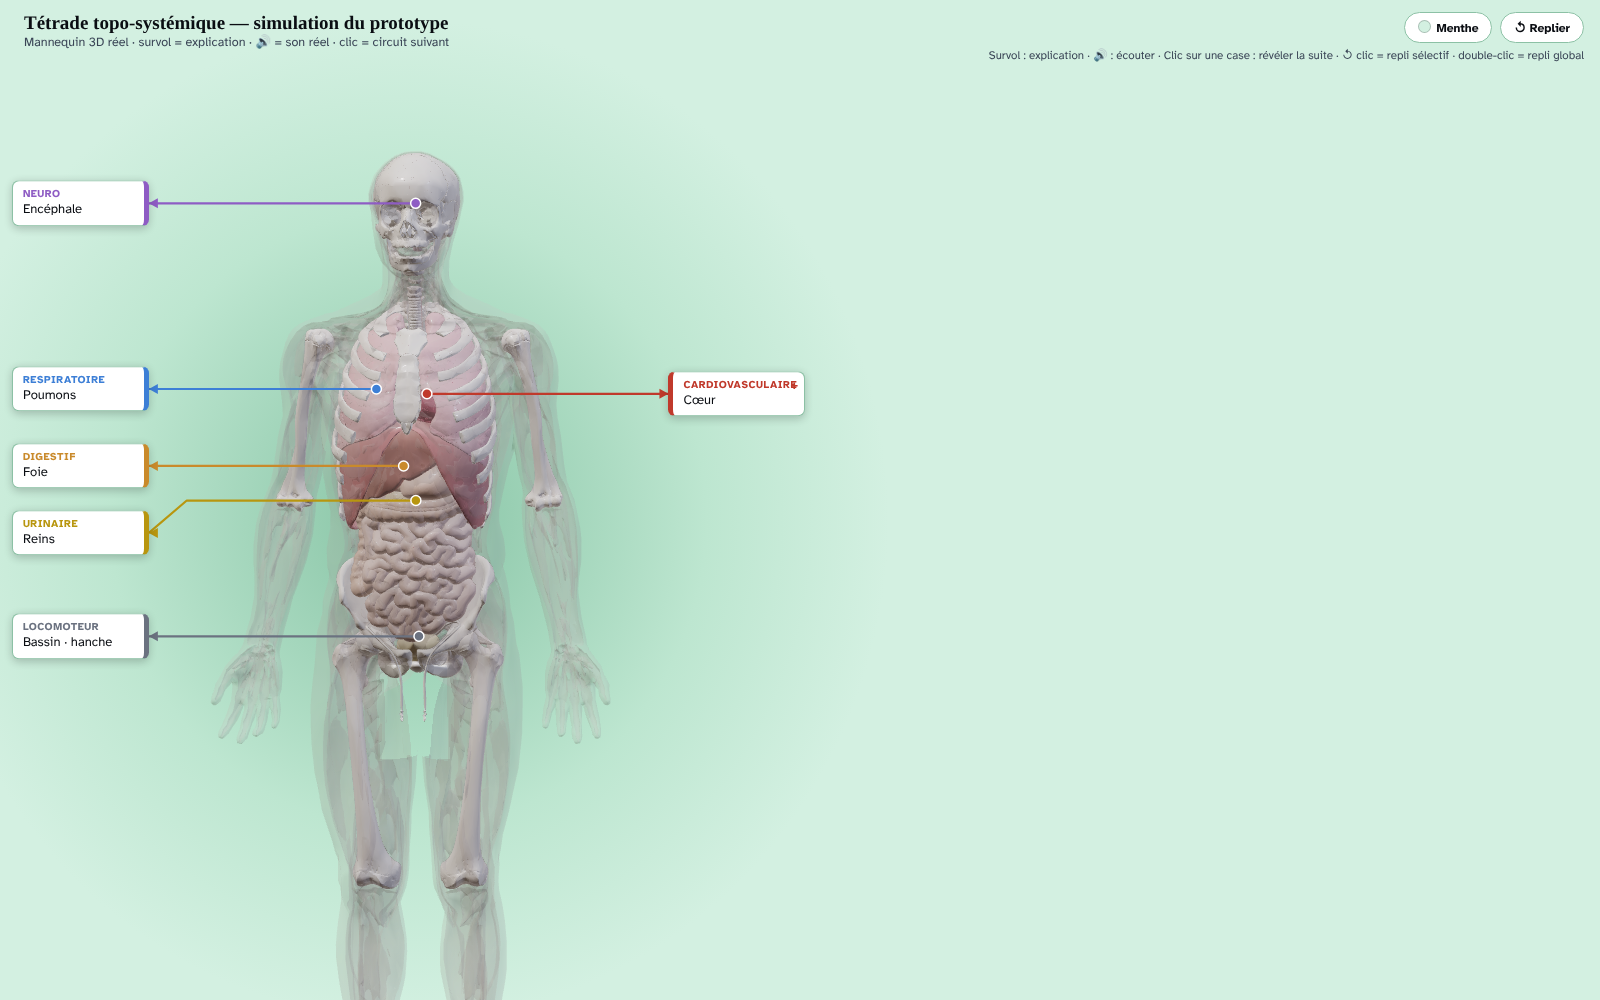 Tétrade topo-systémique — simulation du prototype
Mannequin 3D réel · survol = explication · 🔊 = son réel · clic = circuit suivant
Menthe
↺ Replier
Survol : explication · 🔊 : écouter · Clic sur une case : révéler la suite · ↺ clic = repli sélectif · double-clic = repli global
NEURO
Encéphale
RESPIRATOIRE
Poumons
CARDIOVASCULAIRE
Cœur
DIGESTIF
Foie
URINAIRE
Reins
LOCOMOTEUR
Bassin · hanche